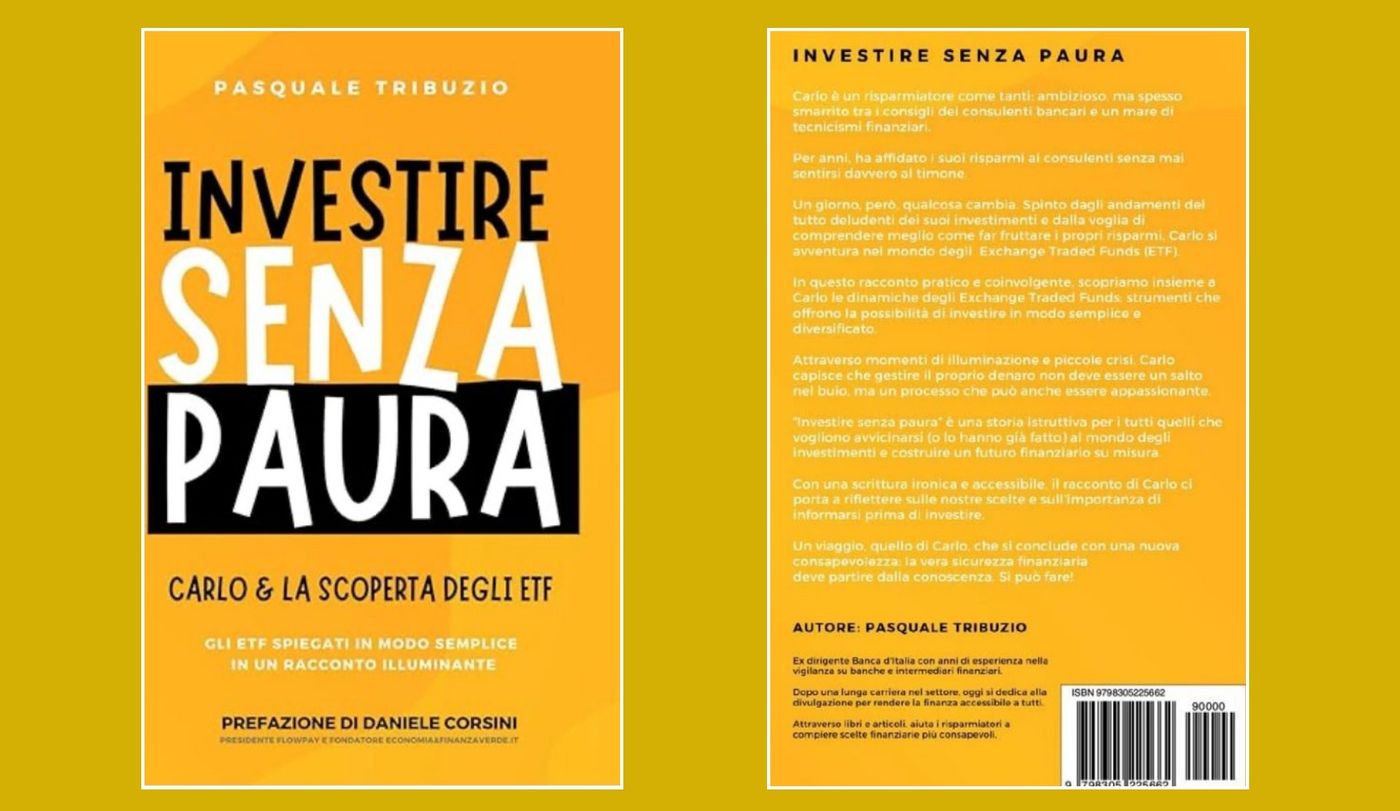 PASQUALE TRIBUZIO
INVESTIRE
SENZA
PAURA
CARLO & LA SCOPERTA DEGLI ETF
GLI ETF SPIEGATI IN MODO SEMPLICE
IN UN RACCONTO ILLUMINANTE
PREFAZIONE DI DANIELE CORSINI
PRESIDENTE FLOWPAY E FONDATORE ECONOMIA&FINANZAVERDE.IT
INVESTIRE SENZA PAURA
Carlo è un risparmiatore come tanti: ambizioso, ma spesso
smarrito tra i consigli dei consulenti bancari e un mare di
tecnicismi finanziari.
Per anni, ha affidato i suoi risparmi ai consulenti senza mai
sentirsi davvero al timone.
Un giorno, però, qualcosa cambia. Spinto dagli andamenti del
tutto deludenti dei suoi investimenti e dalla voglia di
comprendere meglio come far fruttare i propri risparmi, Carlo si
avventura nel mondo degli Exchange Traded Funds (ETF).
In questo racconto pratico e coinvolgente, scopriamo insieme a
Carlo le dinamiche degli Exchange Traded Funds, strumenti che
offrono la possibilità di investire in modo semplice e
diversificato.
Attraverso momenti di illuminazione e piccole crisi, Carlo
capisce che gestire il proprio denaro non deve essere un salto
nel buio, ma un processo che può anche essere appassionante.
"Investire senza paura" è una storia istruttiva per i tutti quelli che
vogliono avvicinarsi (o lo hanno già fatto) al mondo degli
investimenti e costruire un futuro finanziario su misura.
Con una scrittura ironica e accessibile, il racconto di Carlo ci
porta a riflettere sulle nostre scelte e sull'importanza di
informarsi prima di investire.
Un viaggio, quello di Carlo, che si conclude con una nuova
consapevolezza: la vera sicurezza finanziaria
deve partire dalla conoscenza. Si può fare!
AUTORE: PASQUALE TRIBUZIO
Ex dirigente Banca d'Italia con anni di esperienza nella
vigilanza su banche e intermediari finanziari.
Dopo una lunga carriera nel settore, oggi si dedica alla
divulgazione per rendere la finanza accessibile a tutti.
Attraverso libri e articoli, aiuta i risparmiatori a
compiere scelte finanziarie più consapevoli.
ISBN 9798305225662
90000
9 798305 225662